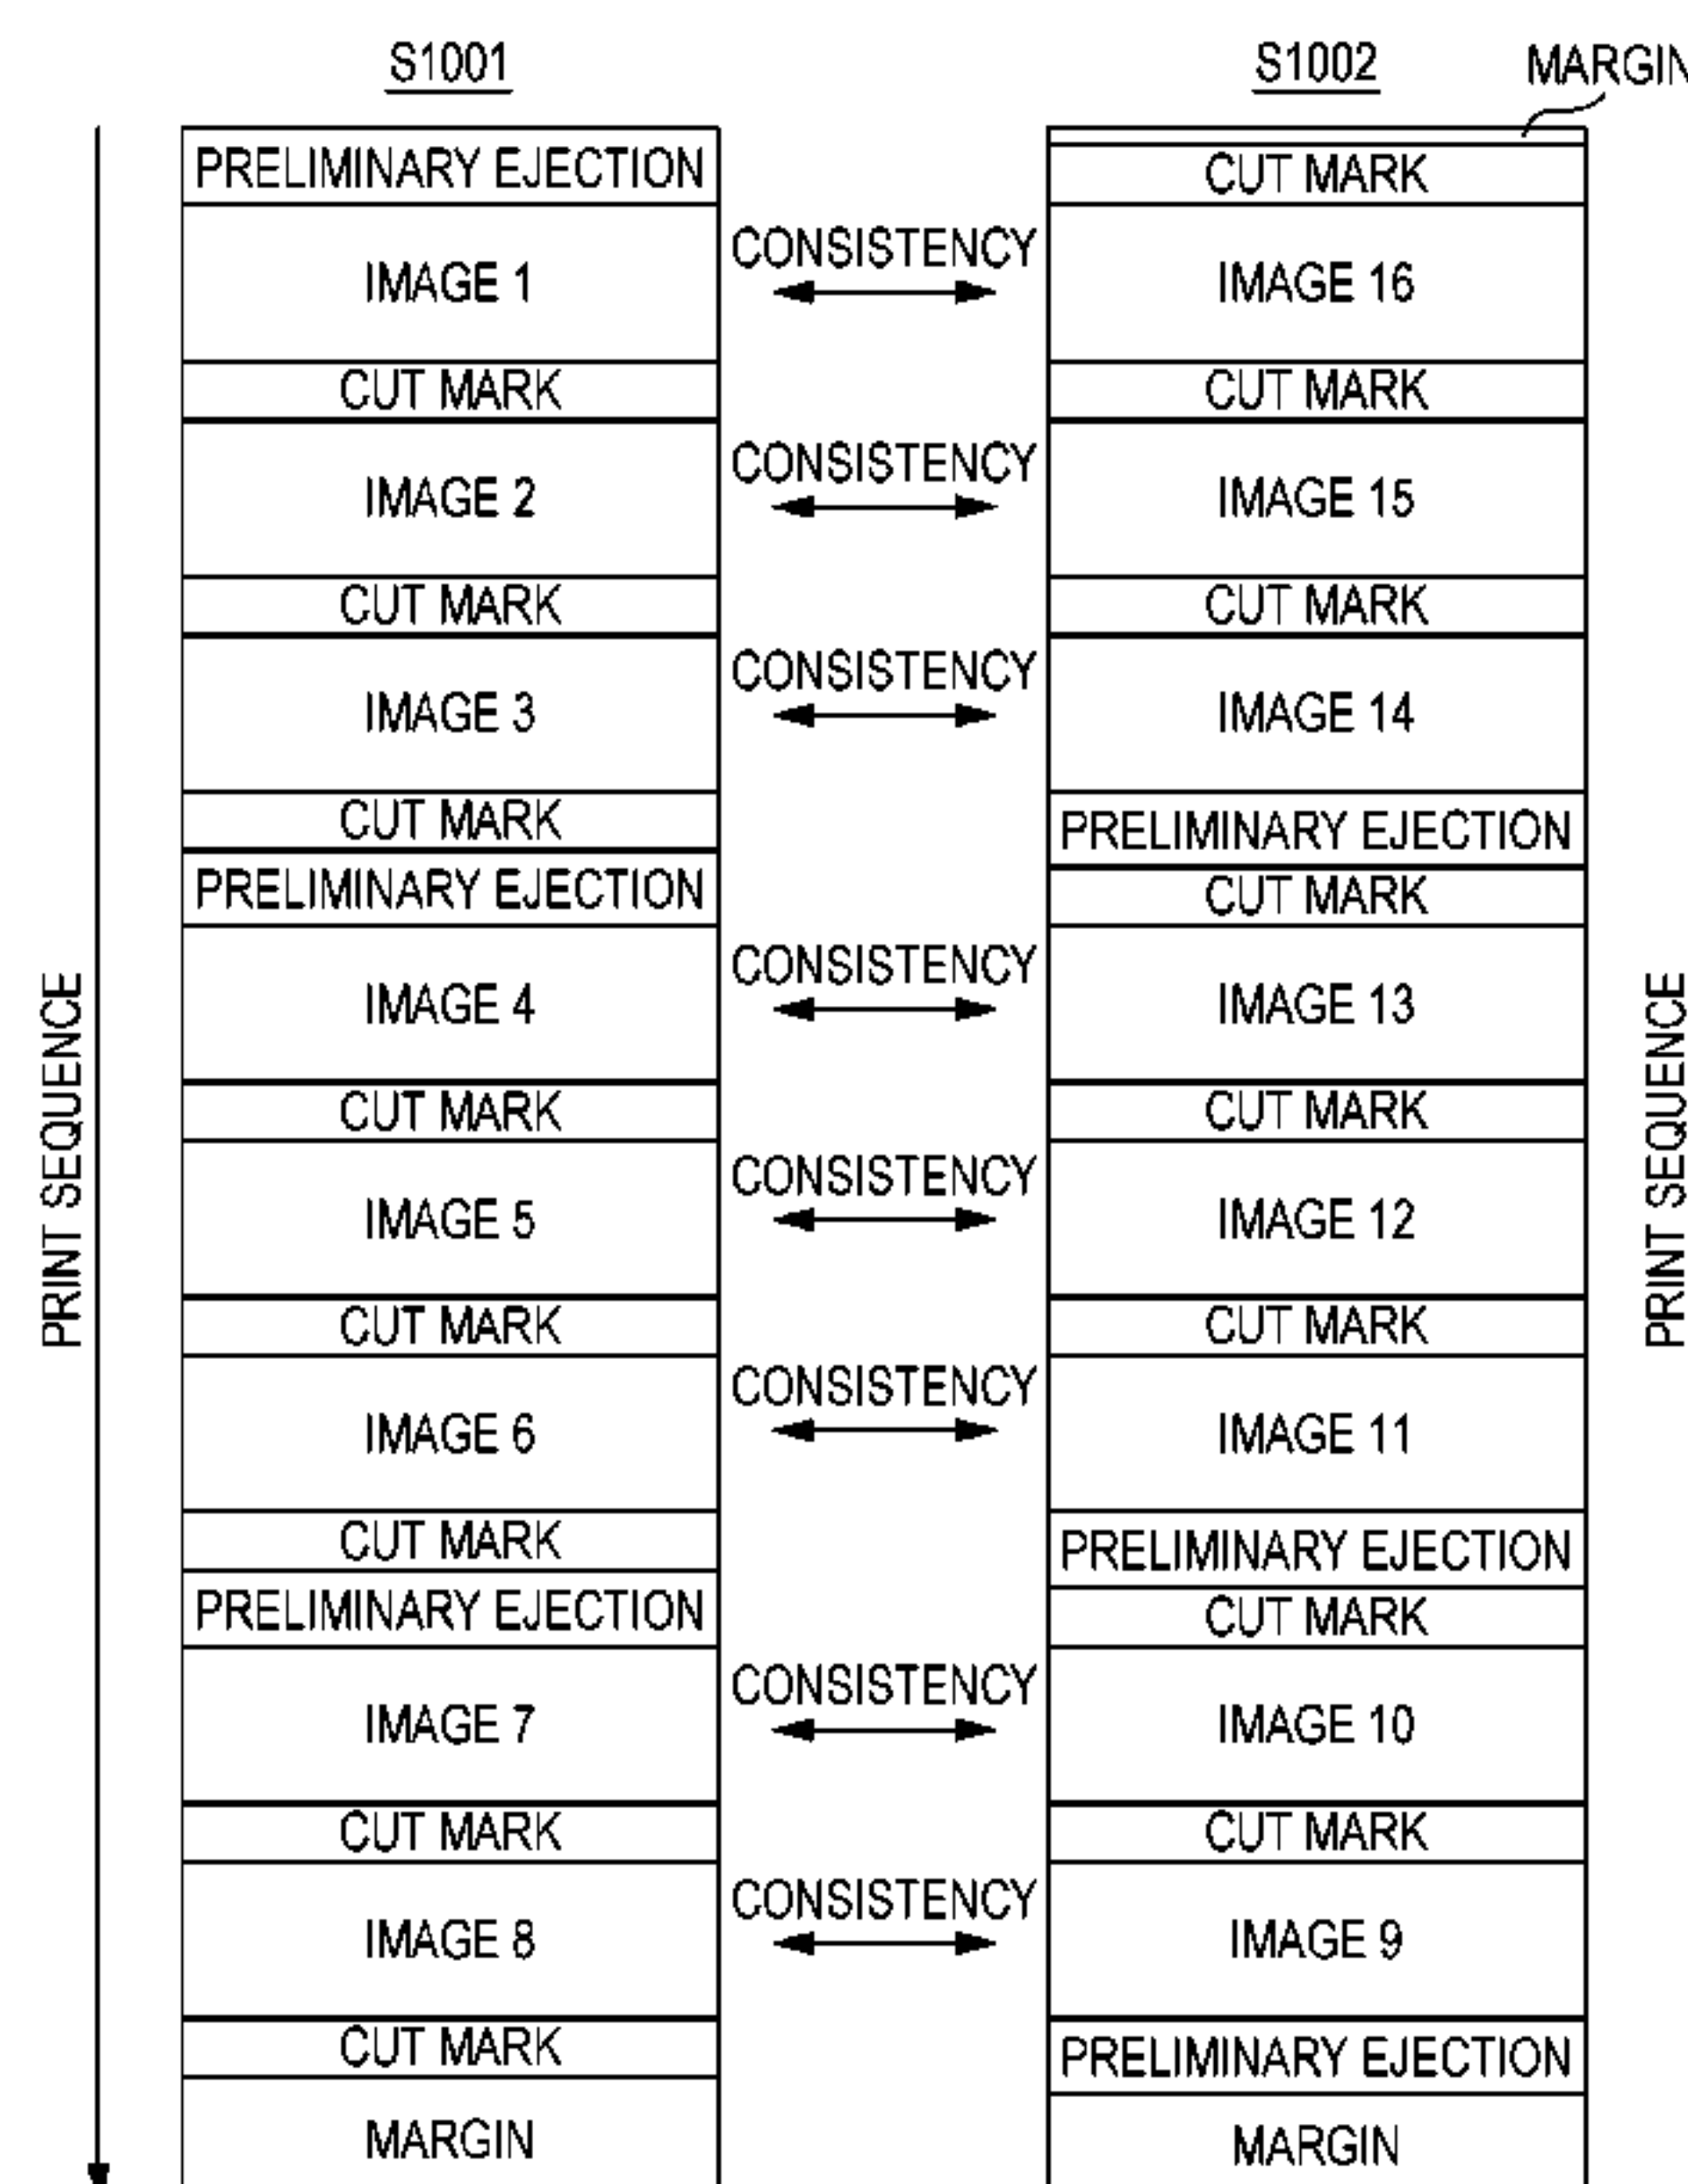 S1001
S1002
MARGIN
PRELIMINARY EJECTION
CUT MARK
IMAGE 1
CONSISTENCY
IMAGE 16
CUT MARK
CUT MARK
IMAGE 2
CONSISTENCY
IMAGE 15
CUT MARK
CUT MARK
IMAGE 3
CONSISTENCY
IMAGE 14
CUT MARK
PRELIMINARY EJECTION
PRELIMINARY EJECTION
CUT MARK
IMAGE 4
CONSISTENCY
IMAGE 13
PRINT SEQUENCE
PRINT SEQUENCE
CUT MARK
CUT MARK
IMAGE 5
CONSISTENCY
IMAGE 12
CUT MARK
CUT MARK
IMAGE 6
CONSISTENCY
IMAGE 11
CUT MARK
PRELIMINARY EJECTION
PRELIMINARY EJECTION
CUT MARK
IMAGE 7
CONSISTENCY
IMAGE 10
CUT MARK
CUT MARK
IMAGE 8
CONSISTENCY
IMAGE 9
CUT MARK
PRELIMINARY EJECTION
MARGIN
MARGIN